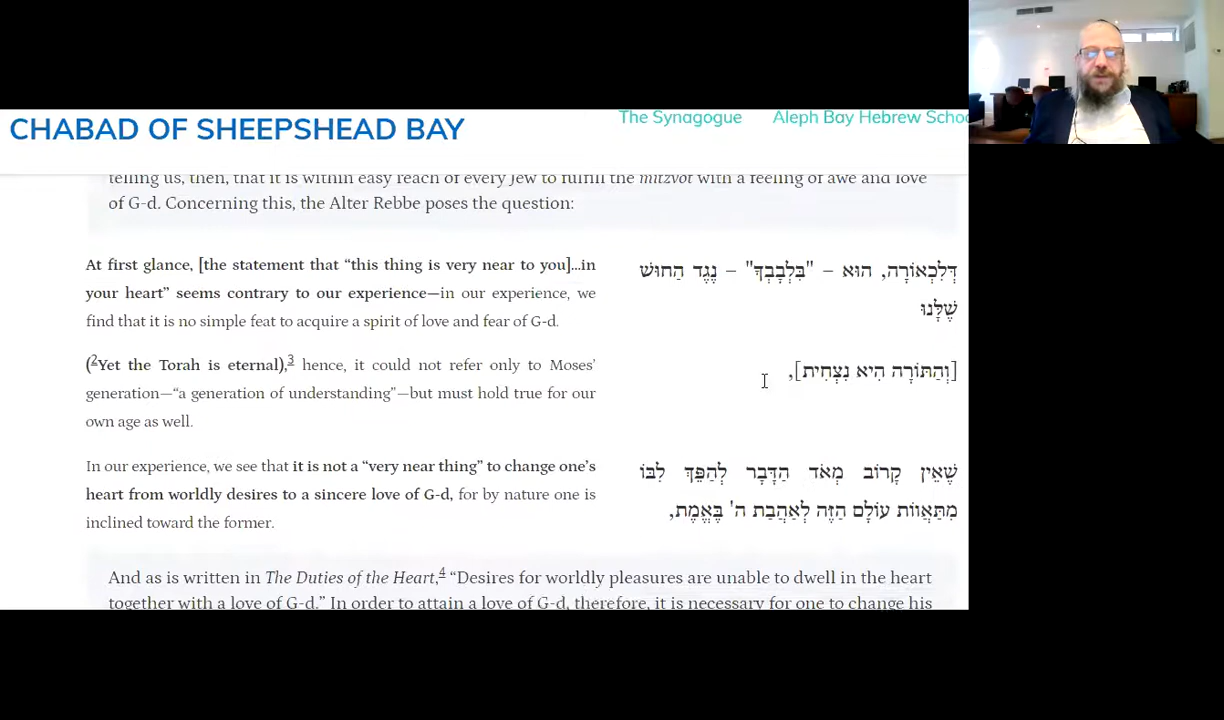 CHABAD OF SHEEPSHEAD BAY
The Synagogue
Aleph Bay Hebrew Schoo
telling us, then, that it is within easy reach of every Jew to fulfill the mitzvot with a feeling of awe and love
of G-d. Concerning this, the Alter Rebbe poses the question:
At first glance, [the statement that “this thing is very near to you]...in
your heart” seems contrary to our experience—in our experience, we
find that it is no simple feat to acquire a spirit of love and fear of G-d.
דְּלִכְאוֹרָה, הוּא – "בִּלְבָבְךָ" – נֶגֶד הַחוּשׁ
שֶׁלָּנוּ
(2Yet the Torah is eternal),3 hence, it could not refer only to Moses’
generation—“a generation of understanding”—but must hold true for our
own age as well.
[וְהַתּוֹרָה הִיא נִצְחִית],
In our experience, we see that it is not a “very near thing” to change one’s
heart from worldly desires to a sincere love of G-d, for by nature one is
inclined toward the former.
שֶׁאֵין קָרוֹב מְאֹד הַדָּבָר לְהַפֵּךְ לִבּוֹ
מִתַּאֲווֹת עוֹלָם הַזֶּה לְאַהֲבַת ה' בֶּאֱמֶת,
And as is written in The Duties of the Heart,4 “Desires for worldly pleasures are unable to dwell in the heart
together with a love of G-d.” In order to attain a love of G-d, therefore, it is necessary for one to change his